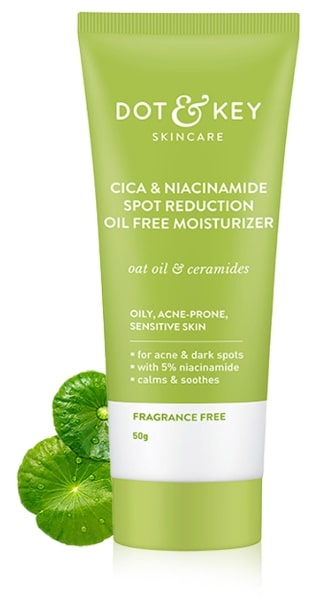 DOT & KEY
SKINCARE
CICA & NIACINAMIDE
SPOT REDUCTION
OIL FREE MOISTURIZER
oat oil & ceramides
OILY, ACNE-PRONE,
SENSITIVE SKIN
▪ for acne & dark spots
▪ with 5% niacinamide
▪ calms & soothes
FRAGRANCE FREE
50g